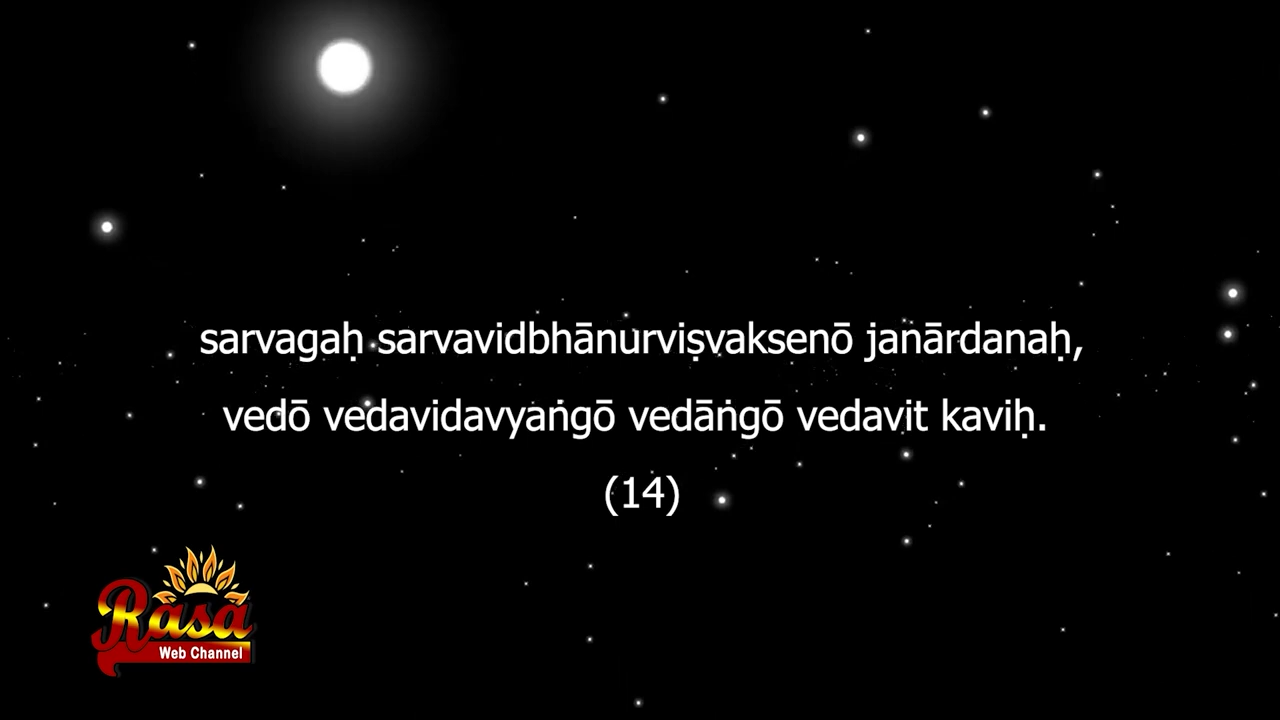 sarvagaḥ sarvavidbhānurviṣvaksenō janārdanaḥ,
vedō vedavidavyaṅgō vedāṅgō vedavit kaviḥ.
(14)
Rasa
Web Channel